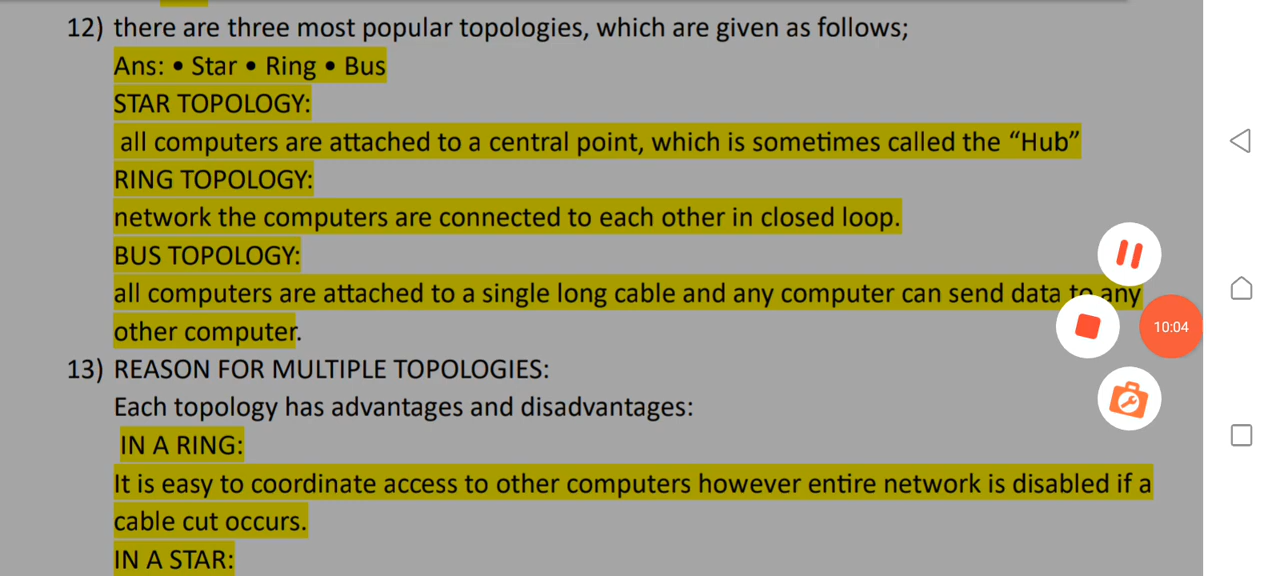 12) there are three most popular topologies, which are given as follows;
Ans: • Star • Ring • Bus
STAR TOPOLOGY:
all computers are attached to a central point, which is sometimes called the “Hub”
RING TOPOLOGY:
network the computers are connected to each other in closed loop.
BUS TOPOLOGY:
all computers are attached to a single long cable and any computer can send data to any
other computer.
10:04
13) REASON FOR MULTIPLE TOPOLOGIES:
Each topology has advantages and disadvantages:
IN A RING:
It is easy to coordinate access to other computers however entire network is disabled if a
cable cut occurs.
IN A STAR: